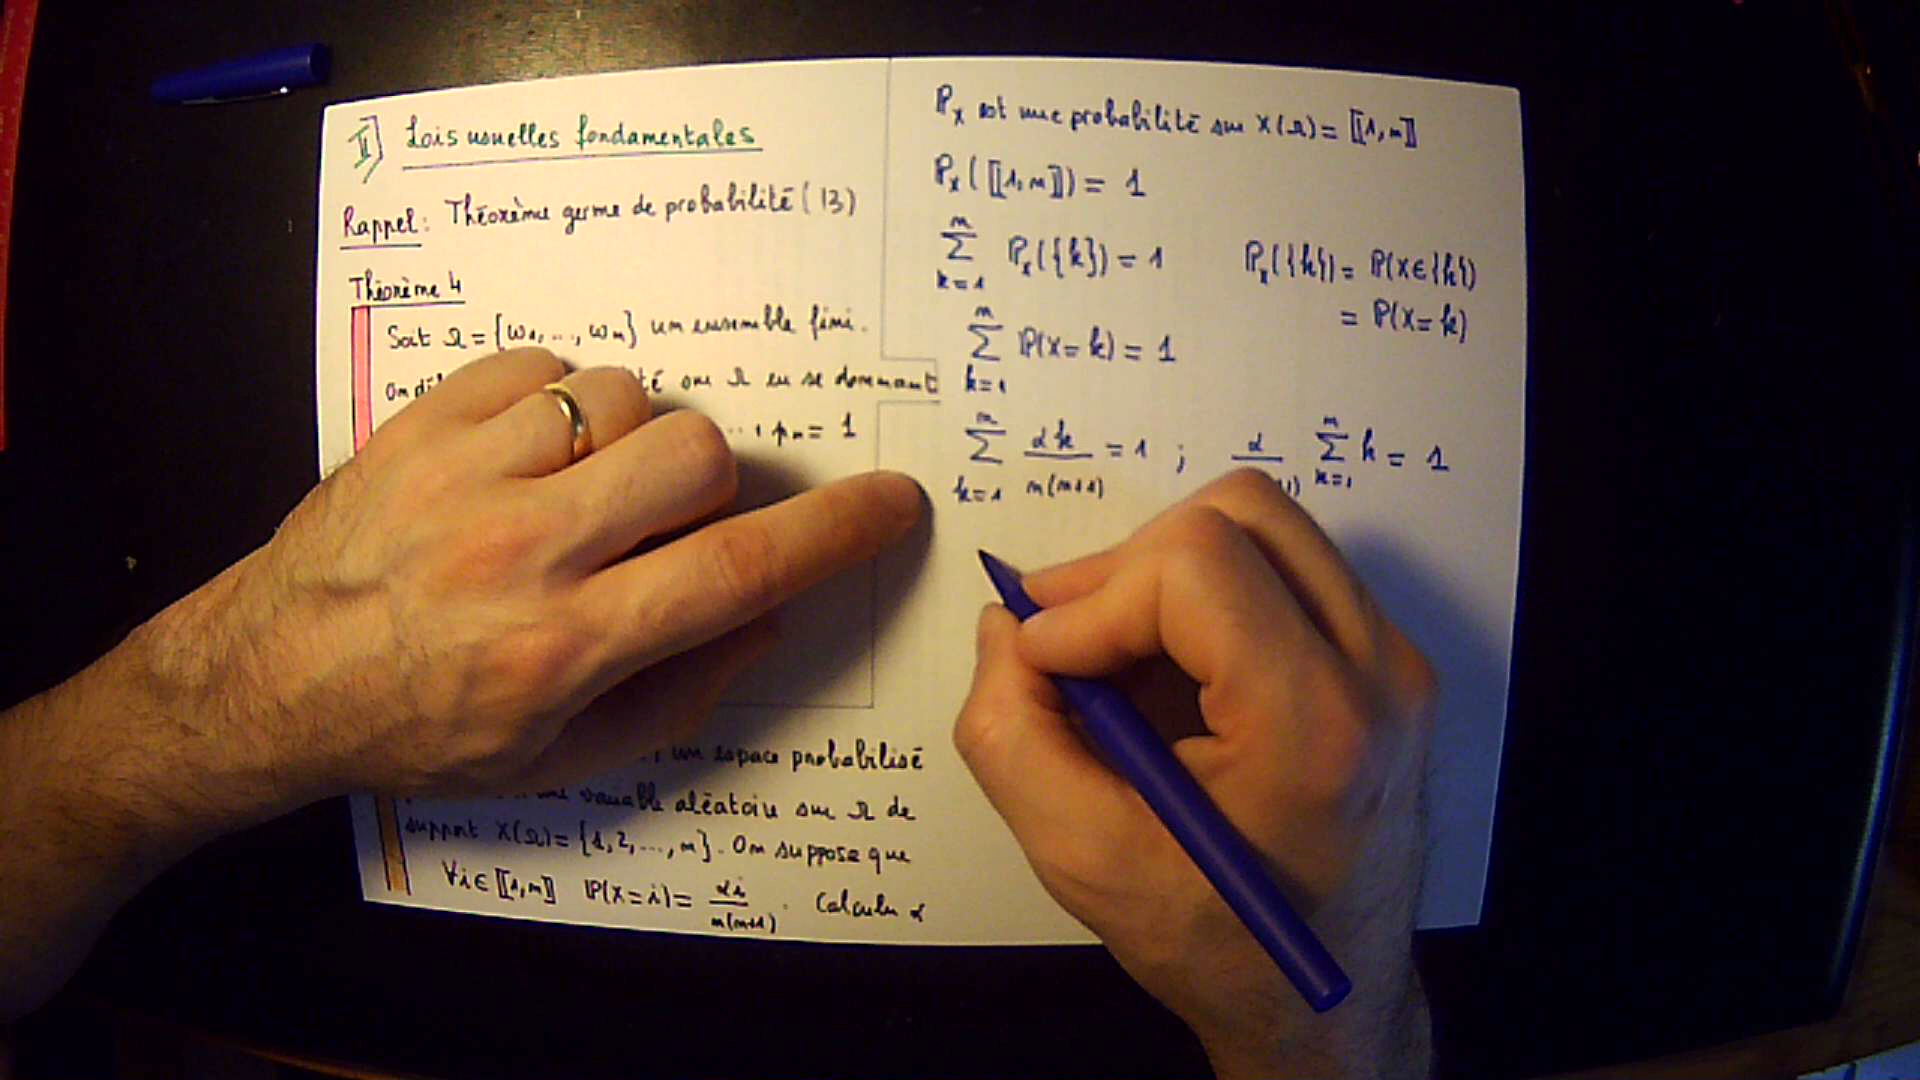 II] Lois usuelles fondamentales
Rappel: Théorème germe de probabilité (13)
Théorème 4
Soit Ω = {ω1, ..., ωn} un ensemble fini.
On dé té sur Ω en se donnant
pn = 1
un espace probabilisé
une variable aléatoire sur Ω de
support X(Ω) = {1, 2, ..., n}. On suppose que
∀i ∈ ⟦1,n⟧ ℙ(X = i) = αi/n(n+1). Calculer α
ℙX est une probabilité sur X(Ω) = ⟦1,n⟧
ℙX(⟦1,n⟧) = 1
∑_{k=1}^{n} ℙX({k}) = 1
ℙX({k}) = ℙ(X ∈ {k})
= ℙ(X = k)
∑_{k=1}^{n} ℙ(X = k) = 1
∑_{k=1}^{n} αk/n(n+1) = 1 ; α/ 1) ∑_{k=1}^{n} k = 1